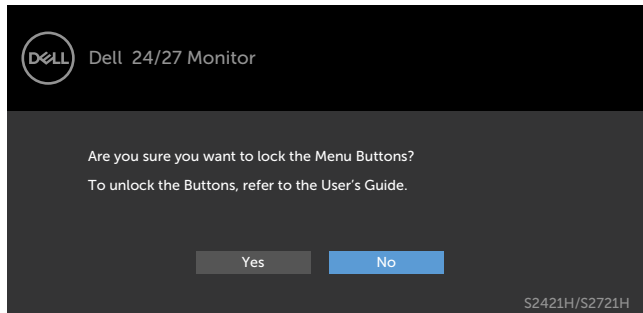 DELL
Dell 24/27 Monitor
Are you sure you want to lock the Menu Buttons?
To unlock the Buttons, refer to the User's Guide.
Yes No
S2421H/S2721H